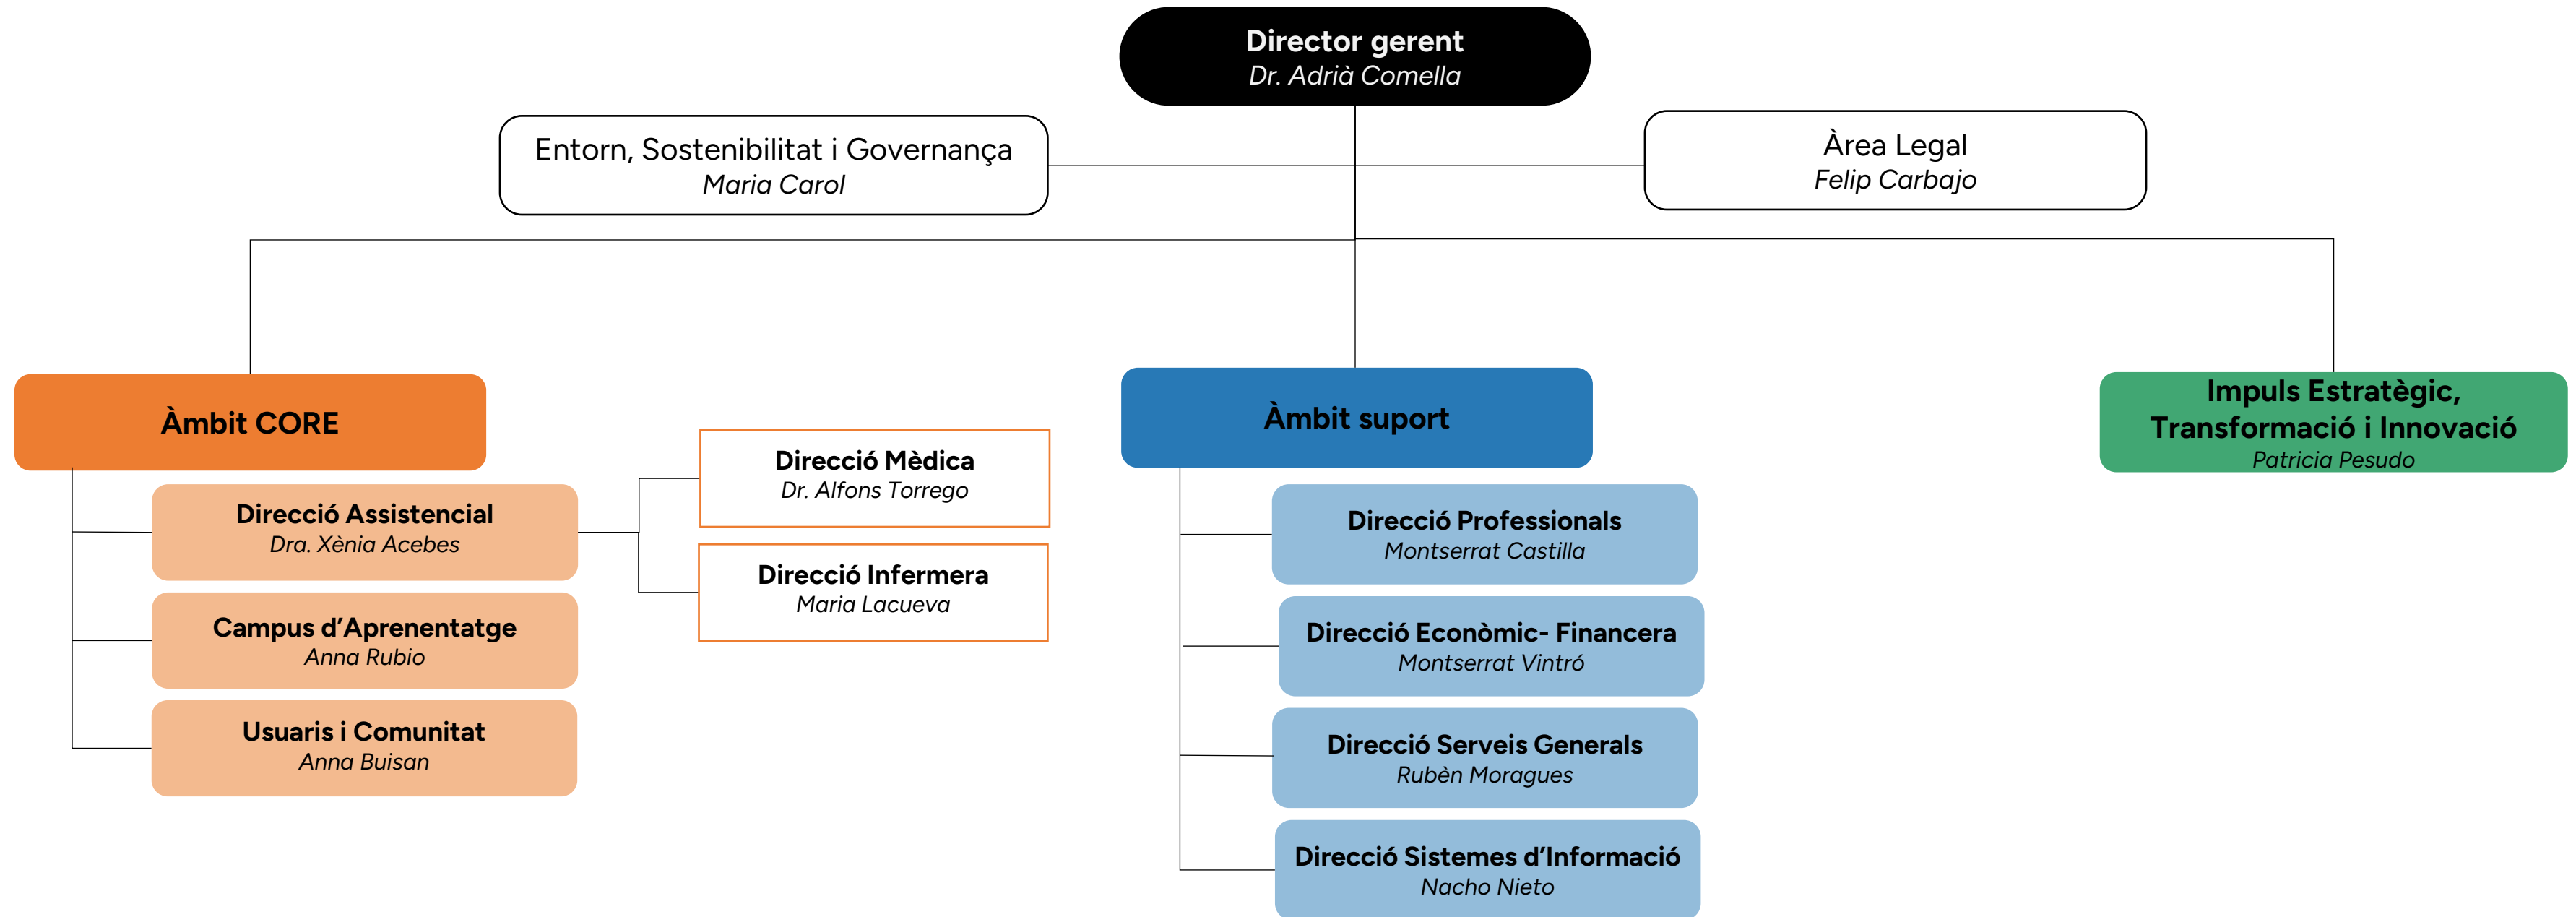 Director gerent
Dr. Adrià Comella
Entorn, Sostenibilitat i Governança
Maria Carol
Àrea Legal
Felip Carbajo
Àmbit CORE
Direcció Assistencial
Dra. Xènia Acebes
Campus d’Aprenentatge
Anna Rubio
Usuaris i Comunitat
Anna Buisan
Direcció Mèdica
Dr. Alfons Torrego
Direcció Infermera
Maria Lacueva
Àmbit suport
Direcció Professionals
Montserrat Castilla
Direcció Econòmic- Financera
Montserrat Vintró
Direcció Serveis Generals
Rubèn Moragues
Direcció Sistemes d’Informació
Nacho Nieto
Impuls Estratègic,
Transformació i Innovació
Patricia Pesudo